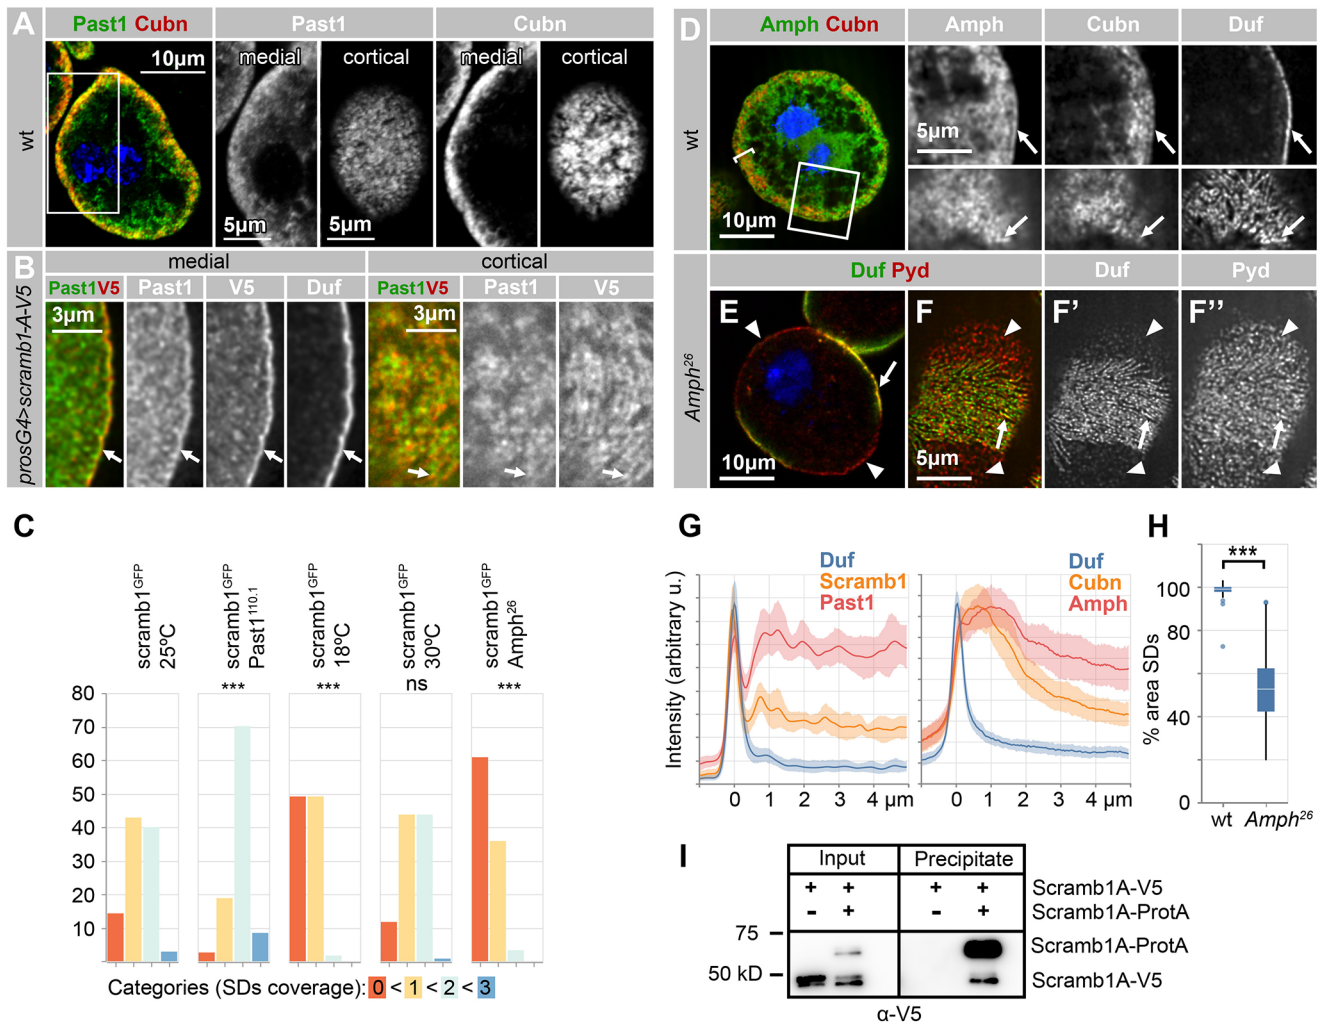 A
Past1 Cubn
Past1
Cubn
wt
10µm
medial
cortical
medial
cortical
5µm
5µm
B
medial
cortical
prosG4>scramb1-A-V5
Past1V5
Past1
V5
Duf
Past1V5
Past1
V5
3µm
3µm
C
scramb1GFP
25ºC
scramb1GFP
Past1110.1
scramb1GFP
18ºC
scramb1GFP
30ºC
scramb1GFP
Amph26
***
***
ns
***
80
70
60
50
40
30
20
10
Categories (SDs coverage): 0 < 1 < 2 < 3
D
Amph Cubn
Amph
Cubn
Duf
wt
10µm
5µm
Duf Pyd
Duf
Pyd
Amph26
E
F
F'
F''
10µm
5µm
G
Duf
Scramb1
Past1
Duf
Cubn
Amph
Intensity (arbitrary u.)
0 1 2 3 4 µm
0 1 2 3 4 µm
H
***
% area SDs
100
80
40
0
wt
Amph26
I
Input
Precipitate
+ + + + Scramb1A-V5
- + - + Scramb1A-ProtA
75
50 kD
Scramb1A-ProtA
Scramb1A-V5
α-V5